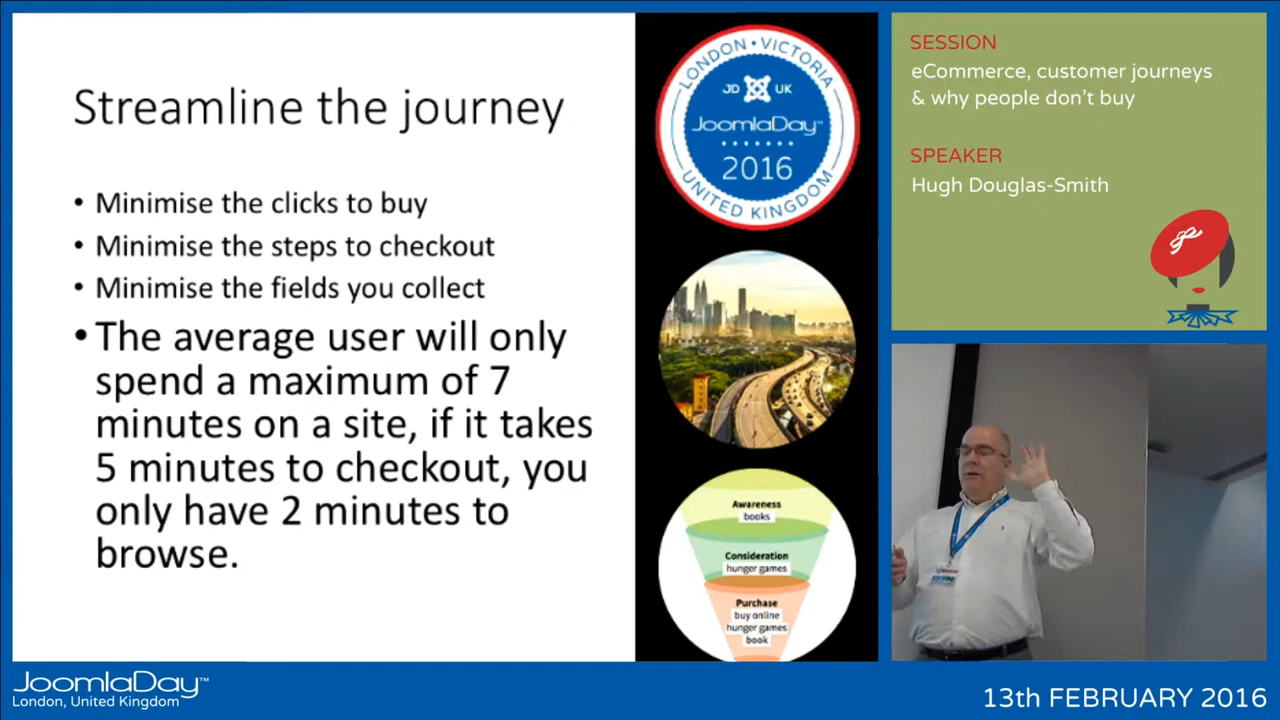 Streamline the journey
• Minimise the clicks to buy
• Minimise the steps to checkout
• Minimise the fields you collect
• The average user will only
spend a maximum of 7
minutes on a site, if it takes
5 minutes to checkout, you
only have 2 minutes to
browse.
LONDON • VICTORIA
JD UK
JoomlaDay™
2016
UNITED KINGDOM
Awareness
books
Consideration
hunger games
Purchase
buy online
hunger games
book
SESSION
eCommerce, customer journeys
& why people don't buy
SPEAKER
Hugh Douglas-Smith
JoomlaDay™
London, United Kingdom
13th FEBRUARY 2016